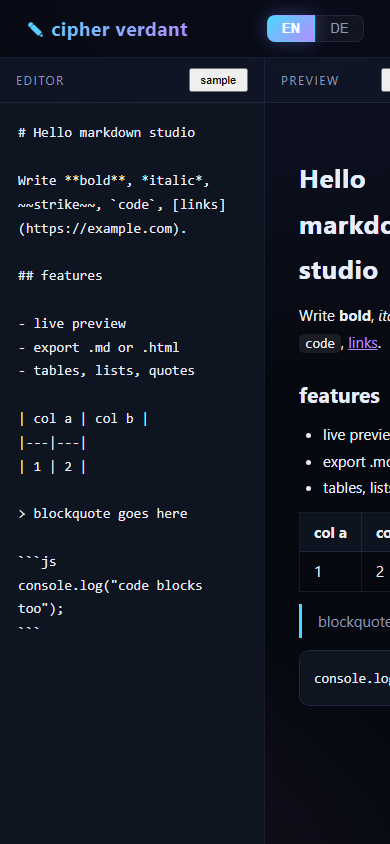 cipher verdant
EN DE
EDITOR sample
# Hello markdown studio
Write **bold**, *italic*,
~~strike~~, `code`, [links]
(https://example.com).
## features
- live preview
- export .md or .html
- tables, lists, quotes
| col a | col b |
|---|---|
| 1 | 2 |
> blockquote goes here
```js
console.log("code blocks
too");
```
PREVIEW
Hello
markdo
studio
Write bold, ita
code, links.
features
live previe
export .md
tables, lists
col a co
1 2
blockquote
console.log